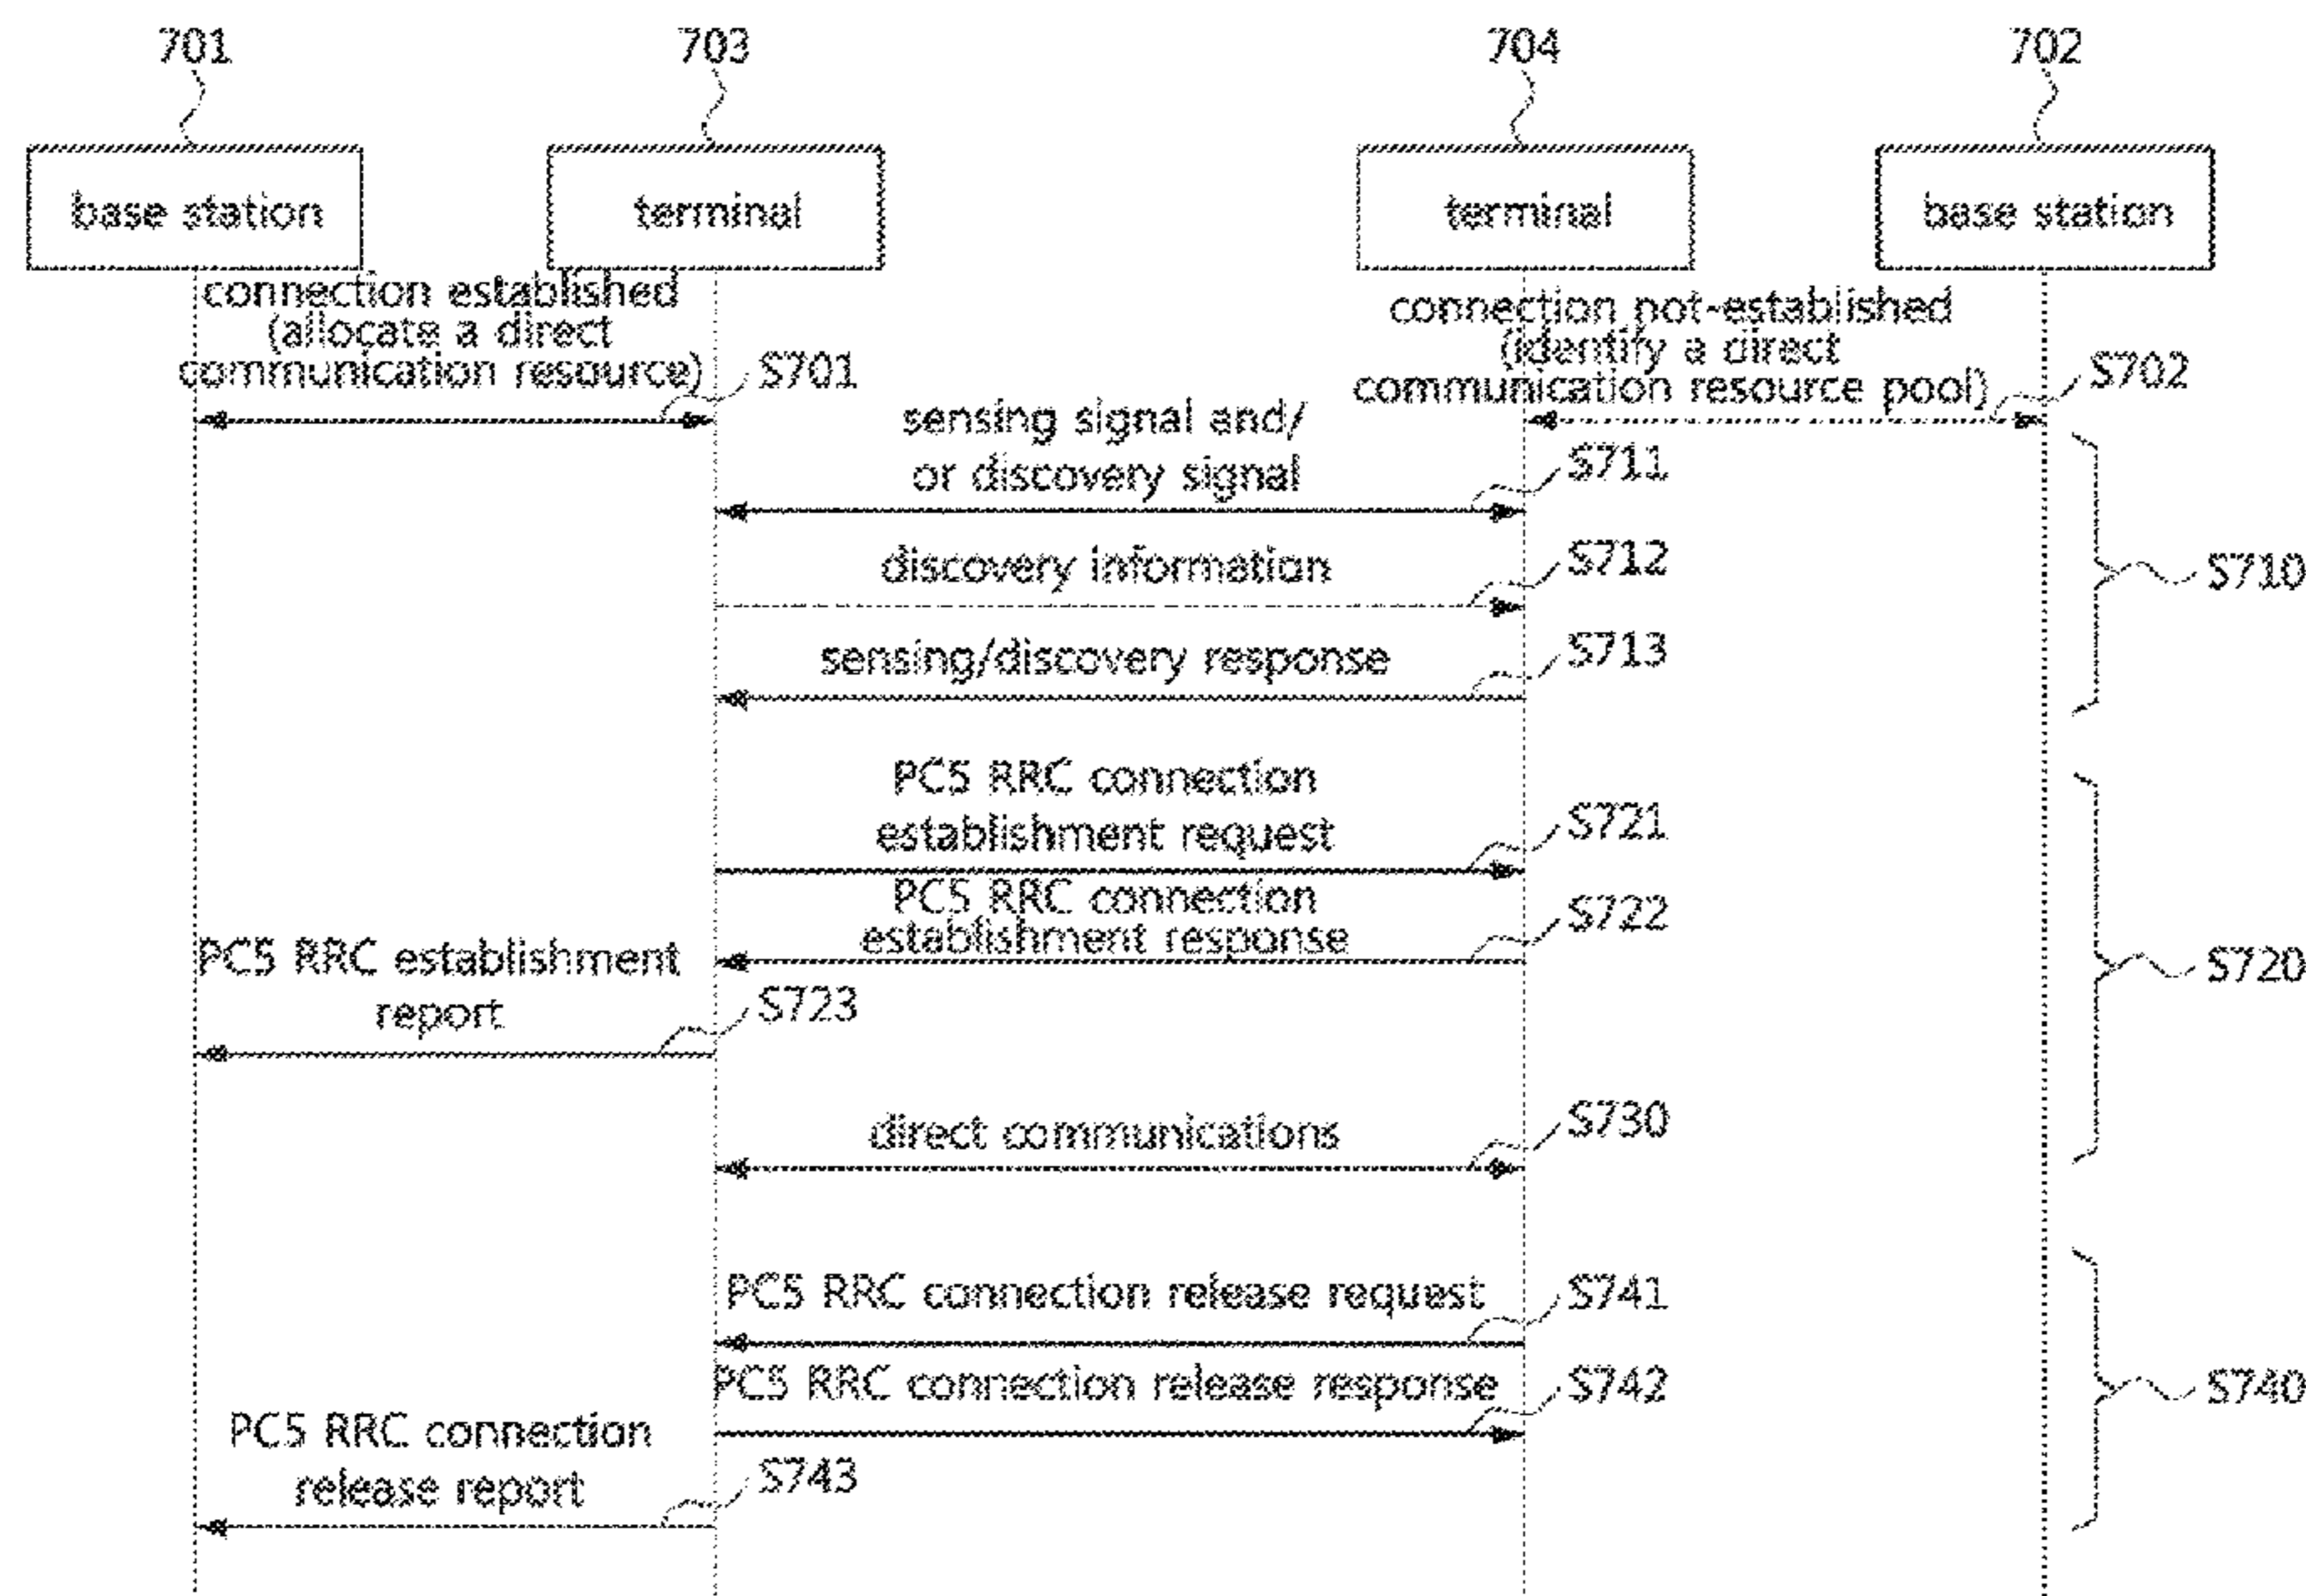 701
703
704
702
base station
terminal
terminal
base station
connection established
(allocate a direct
communication resource)
S701
connection not-established
(identify a direct
communication resource pool)
S702
sensing signal and/
or discovery signal
S711
discovery information
S712
S710
sensing/discovery response
S713
PC5 RRC connection
establishment request
S721
PC5 RRC connection
establishment response
S722
PC5 RRC establishment
report
S723
S720
direct communications
S730
PC5 RRC connection release request
S741
PC5 RRC connection release response
S742
S740
PC5 RRC connection
release report
S743